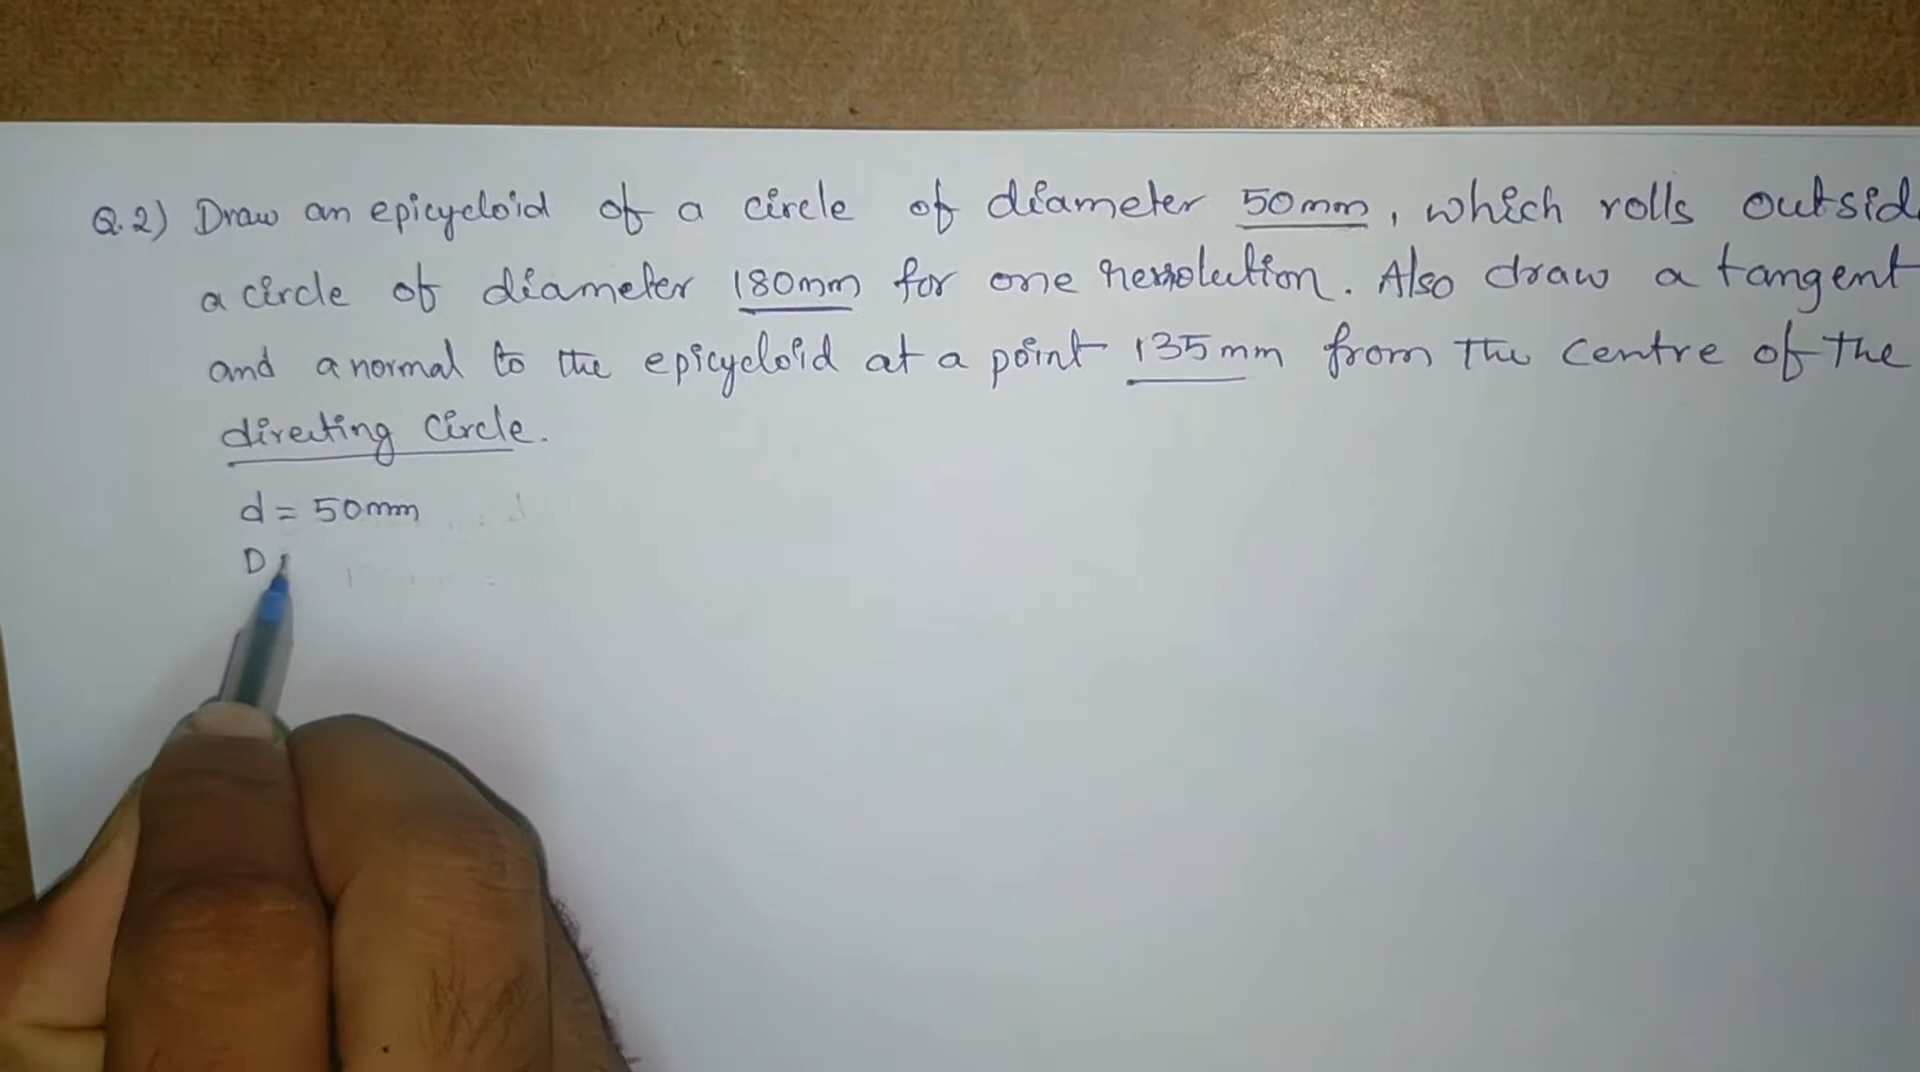 Q.2) Draw an epicycloid of a circle of diameter 50mm, which rolls outsid
a circle of diameter 180mm for one revolution. Also draw a tangent
and a normal to the epicycloid at a point 135mm from the centre of the
directing circle.
d = 50mm
D